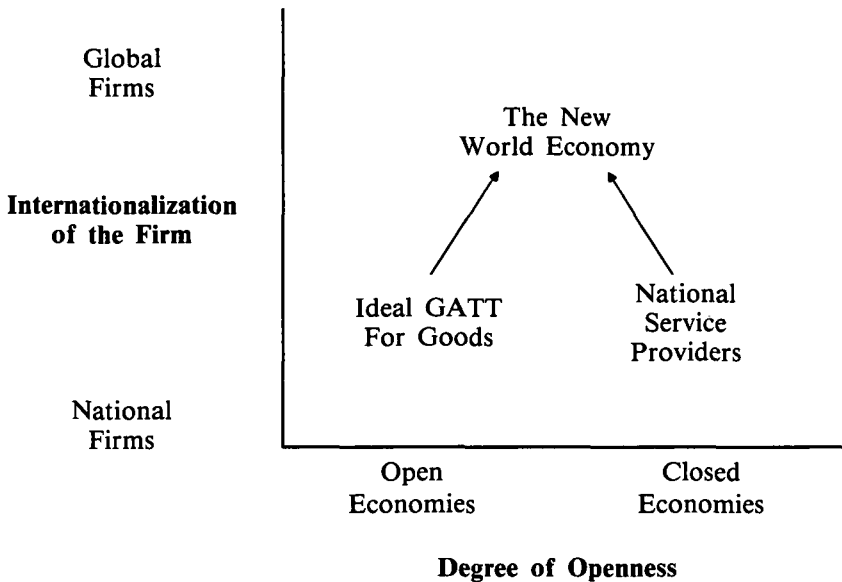 Global
Firms
The New
World Economy
Internationalization
of the Firm
Ideal GATT
For Goods
National
Service
Providers
National
Firms
Open
Economies
Closed
Economies
Degree of Openness